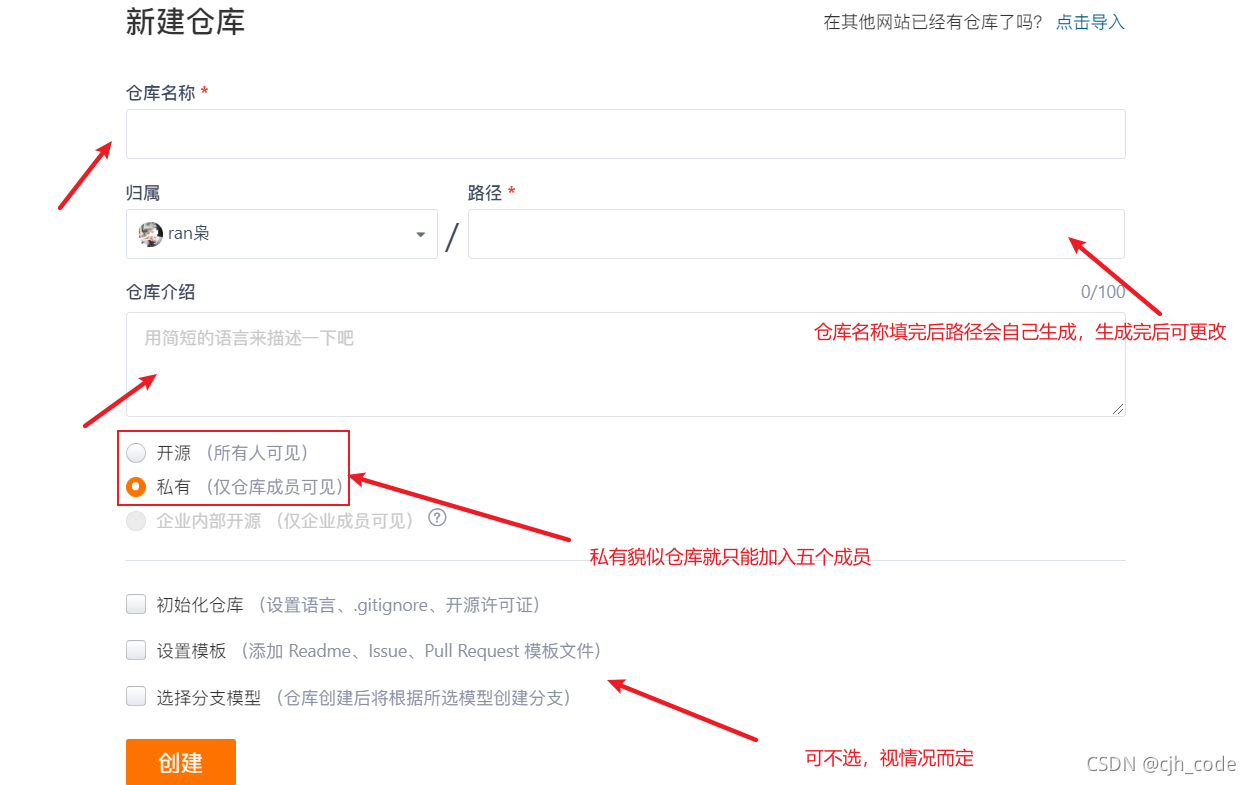 新建仓库
在其他网站已经有仓库了吗? 点击导入
仓库名称 *
归属
路径 *
ran枭
/
仓库介绍
0/100
用简短的语言来描述一下吧
仓库名称填完后路径会自己生成，生成完后可更改
开源 （所有人可见）
私有 （仅仓库成员可见）
企业内部开源 （仅企业成员可见） ?
私有貌似仓库就只能加入五个成员
初始化仓库 （设置语言、.gitignore、开源许可证）
设置模板 （添加 Readme、Issue、Pull Request 模板文件）
选择分支模型 （仓库创建后将根据所选模型创建分支）
创建
可不选，视情况而定
CSDN @cjh_code